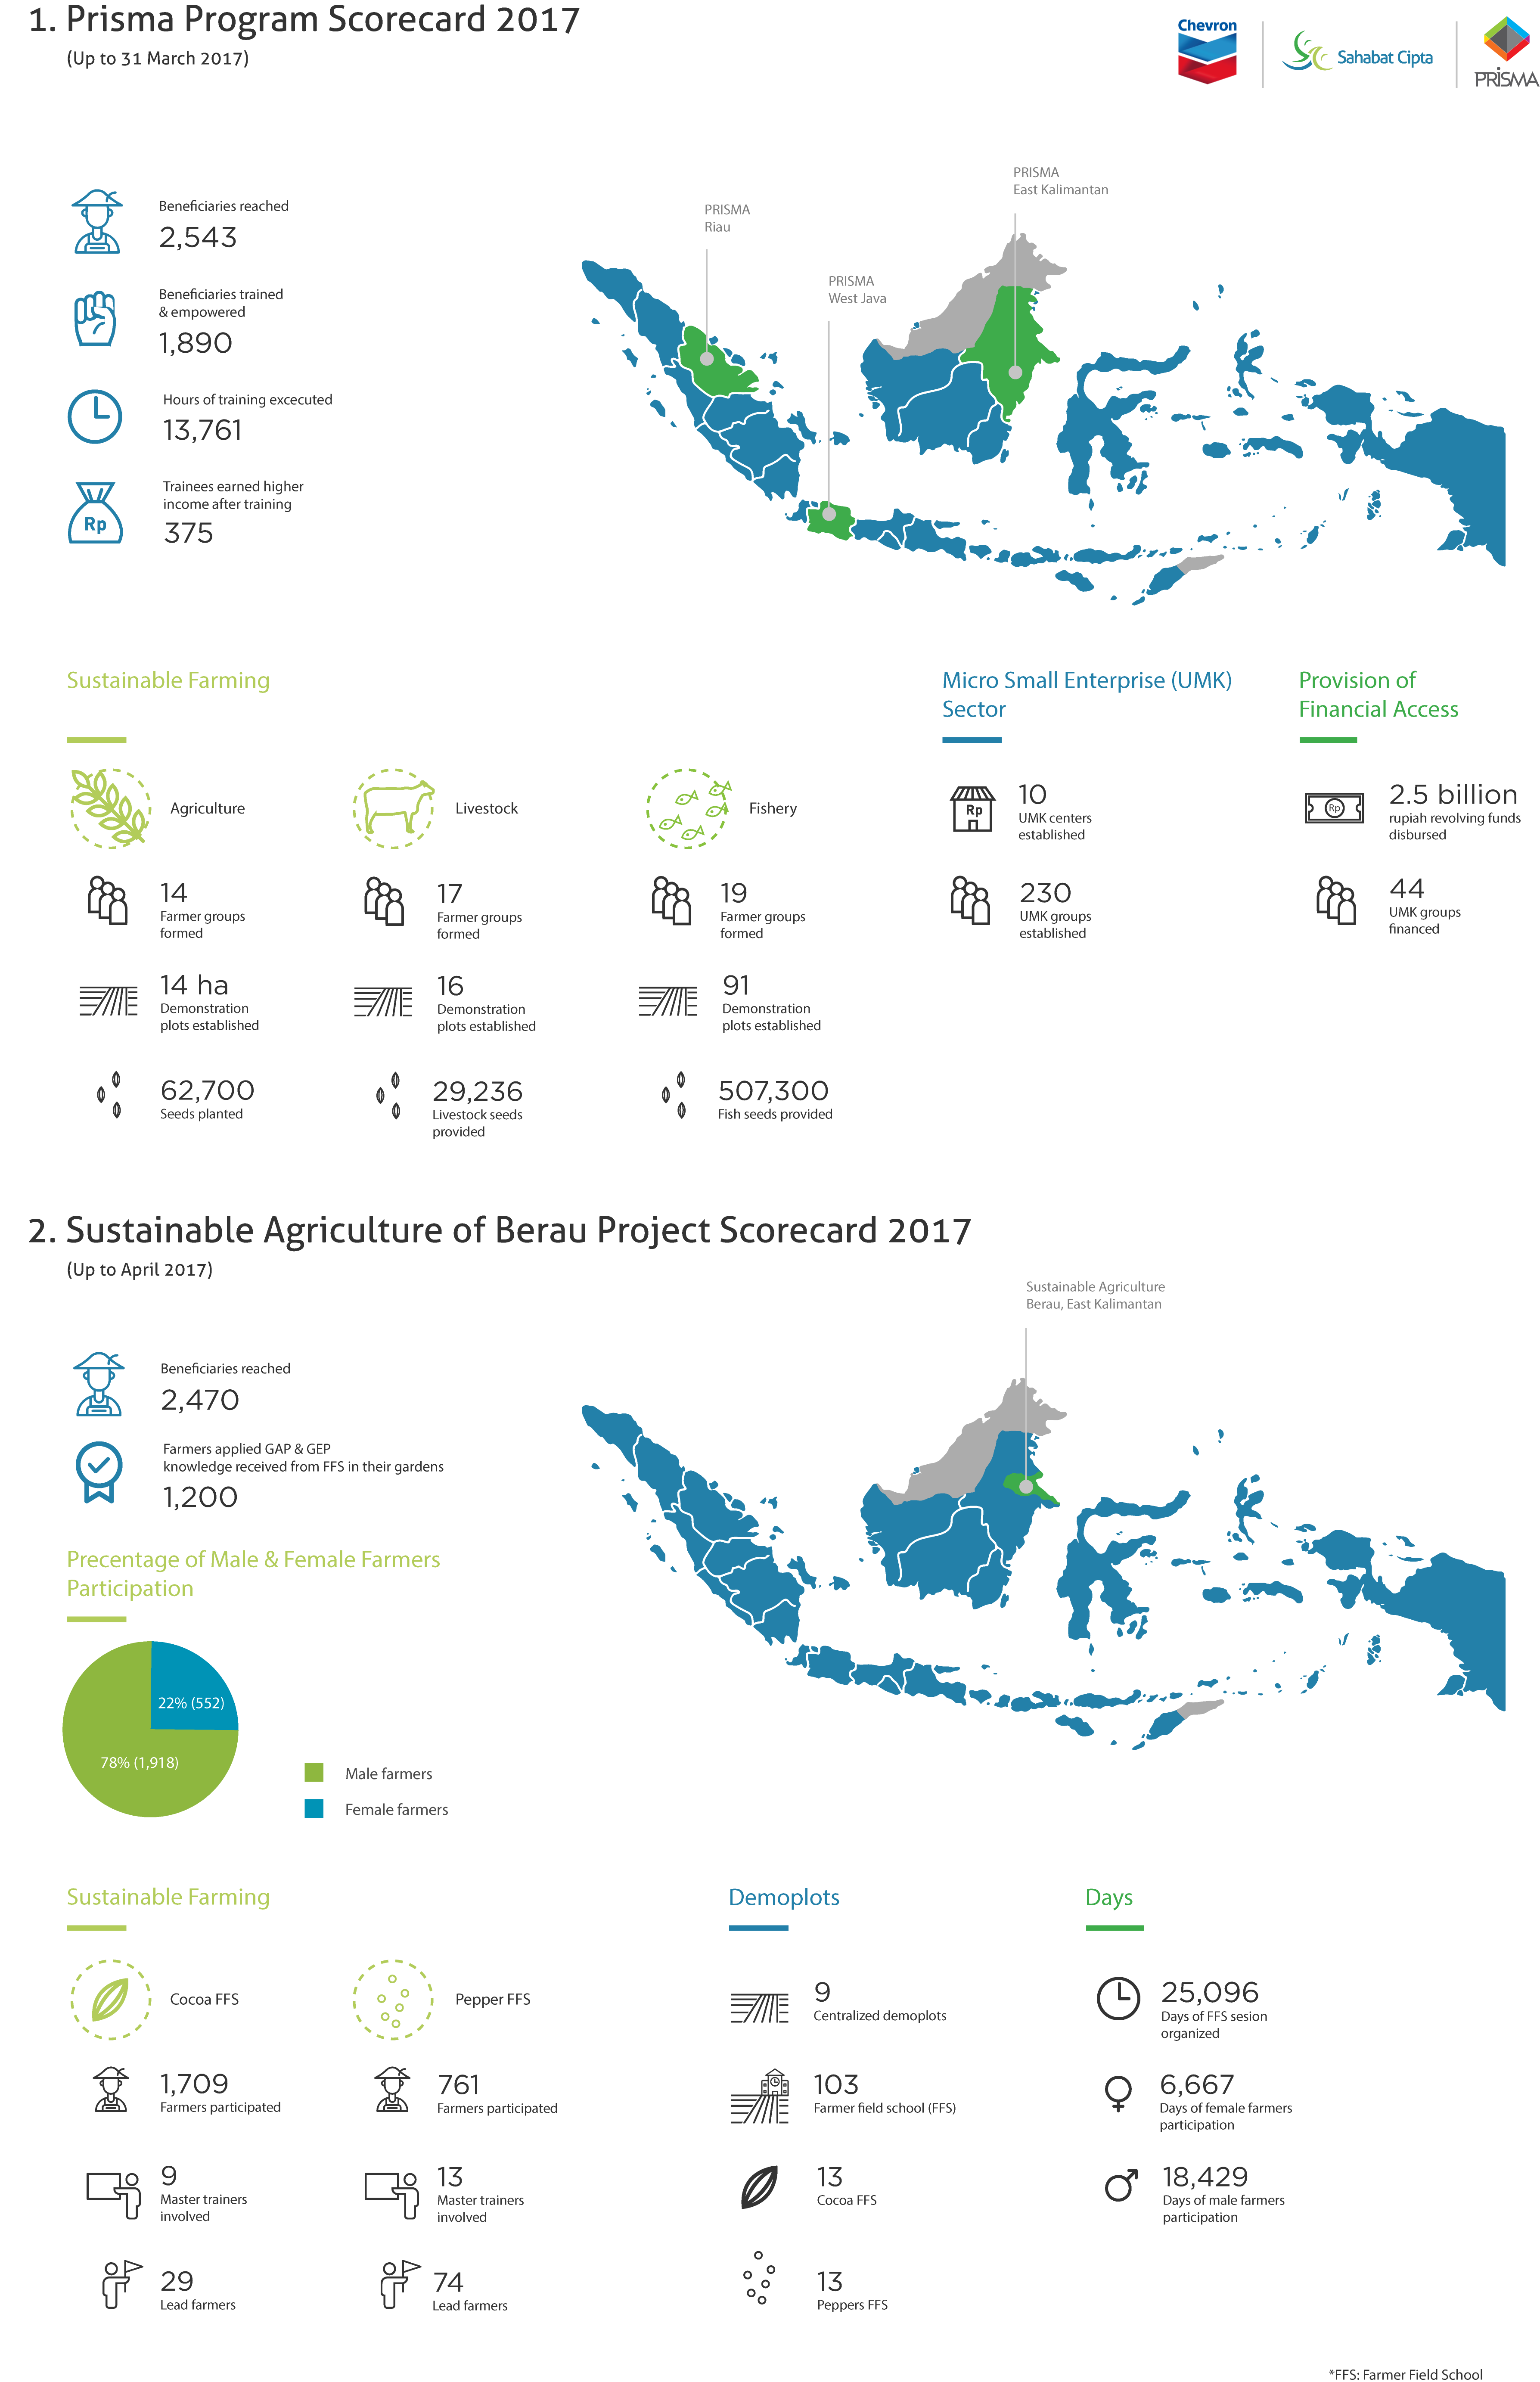 1. Prisma Program Scorecard 2017
(Up to 31 March 2017)
Chevron
Sahabat Cipta
PRISMA
Beneficiaries reached
2,543
Beneficiaries trained
& empowered
1,890
Hours of training excecuted
13,761
Trainees earned higher
income after training
375
Rp
PRISMA
Riau
PRISMA
West Java
PRISMA
East Kalimantan
Sustainable Farming
Agriculture
14
Farmer groups
formed
14 ha
Demonstration
plots established
62,700
Seeds planted
Livestock
17
Farmer groups
formed
16
Demonstration
plots established
29,236
Livestock seeds
provided
Fishery
19
Farmer groups
formed
91
Demonstration
plots established
507,300
Fish seeds provided
Micro Small Enterprise (UMK)
Sector
Rp
10
UMK centers
established
230
UMK groups
established
Provision of
Financial Access
Rp
2.5 billion
rupiah revolving funds
disbursed
44
UMK groups
financed
2. Sustainable Agriculture of Berau Project Scorecard 2017
(Up to April 2017)
Sustainable Agriculture
Berau, East Kalimantan
Beneficiaries reached
2,470
Farmers applied GAP & GEP
knowledge received from FFS in their gardens
1,200
Precentage of Male & Female Farmers
Participation
22% (552)
78% (1,918)
Male farmers
Female farmers
Sustainable Farming
Cocoa FFS
1,709
Farmers participated
9
Master trainers
involved
29
Lead farmers
Pepper FFS
761
Farmers participated
13
Master trainers
involved
74
Lead farmers
Demoplots
9
Centralized demoplots
103
Farmer field school (FFS)
13
Cocoa FFS
13
Peppers FFS
Days
25,096
Days of FFS sesion
organized
6,667
Days of female farmers
participation
18,429
Days of male farmers
participation
*FFS: Farmer Field School